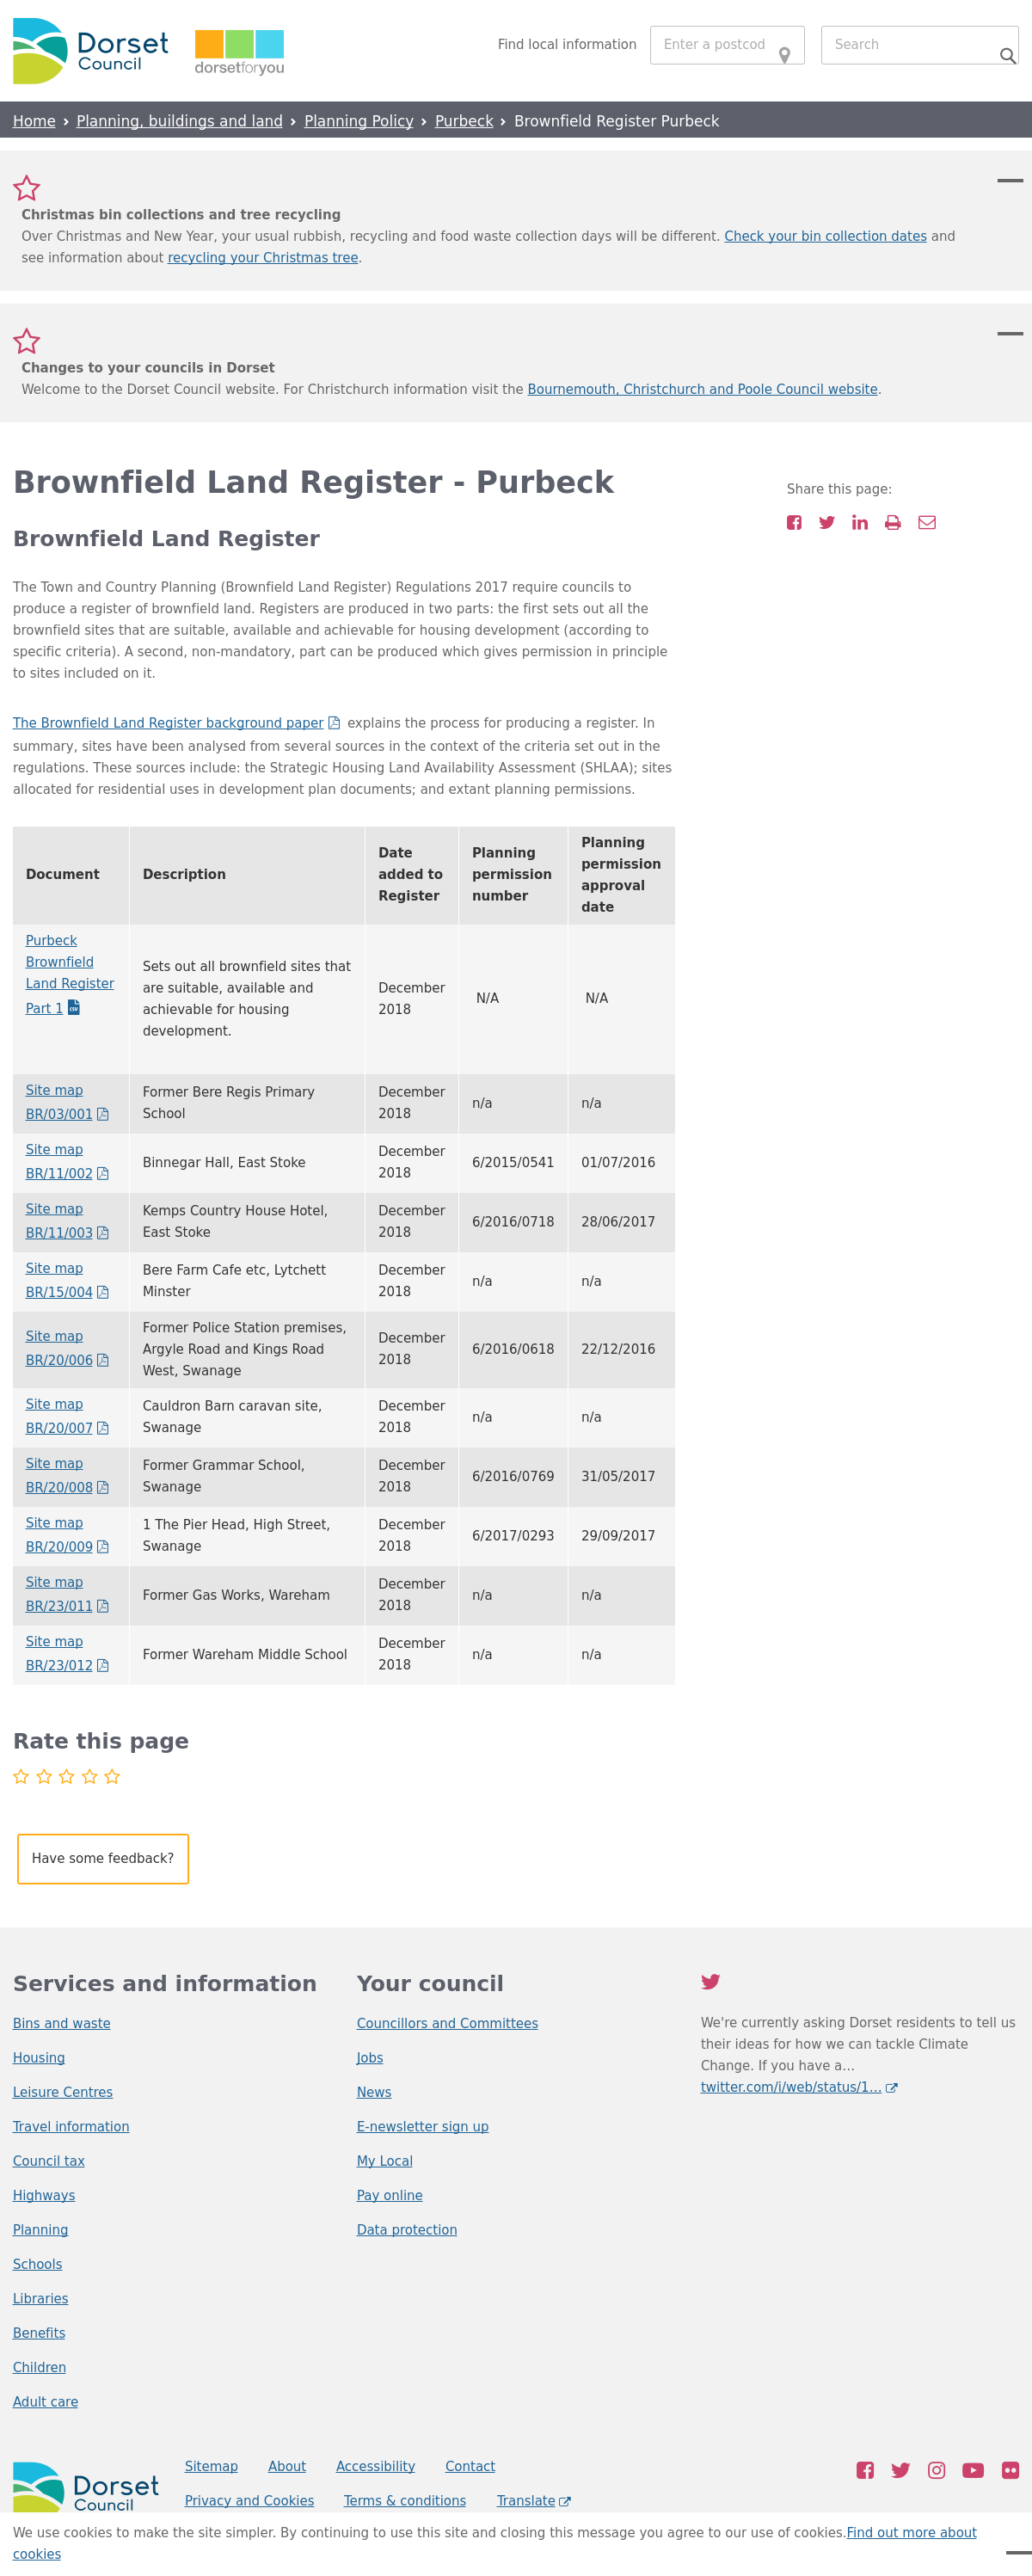 Dorset
Council
dorsetforyou
Find local information
Enter a postcod
Search
Home › Planning, buildings and land › Planning Policy › Purbeck › Brownfield Register Purbeck
Christmas bin collections and tree recycling
Over Christmas and New Year, your usual rubbish, recycling and food waste collection days will be different. Check your bin collection dates and
see information about recycling your Christmas tree.
Changes to your councils in Dorset
Welcome to the Dorset Council website. For Christchurch information visit the Bournemouth, Christchurch and Poole Council website.
Brownfield Land Register - Purbeck
Share this page:
Brownfield Land Register
The Town and Country Planning (Brownfield Land Register) Regulations 2017 require councils to
produce a register of brownfield land. Registers are produced in two parts: the first sets out all the
brownfield sites that are suitable, available and achievable for housing development (according to
specific criteria). A second, non-mandatory, part can be produced which gives permission in principle
to sites included on it.
The Brownfield Land Register background paper explains the process for producing a register. In
summary, sites have been analysed from several sources in the context of the criteria set out in the
regulations. These sources include: the Strategic Housing Land Availability Assessment (SHLAA); sites
allocated for residential uses in development plan documents; and extant planning permissions.
Document
Description
Date
added to
Register
Planning
permission
number
Planning
permission
approval
date
Purbeck
Brownfield
Land Register
Part 1
Sets out all brownfield sites that
are suitable, available and
achievable for housing
development.
December
2018
N/A
N/A
Site map
BR/03/001
Former Bere Regis Primary
School
December
2018
n/a
n/a
Site map
BR/11/002
Binnegar Hall, East Stoke
December
2018
6/2015/0541
01/07/2016
Site map
BR/11/003
Kemps Country House Hotel,
East Stoke
December
2018
6/2016/0718
28/06/2017
Site map
BR/15/004
Bere Farm Cafe etc, Lytchett
Minster
December
2018
n/a
n/a
Site map
BR/20/006
Former Police Station premises,
Argyle Road and Kings Road
West, Swanage
December
2018
6/2016/0618
22/12/2016
Site map
BR/20/007
Cauldron Barn caravan site,
Swanage
December
2018
n/a
n/a
Site map
BR/20/008
Former Grammar School,
Swanage
December
2018
6/2016/0769
31/05/2017
Site map
BR/20/009
1 The Pier Head, High Street,
Swanage
December
2018
6/2017/0293
29/09/2017
Site map
BR/23/011
Former Gas Works, Wareham
December
2018
n/a
n/a
Site map
BR/23/012
Former Wareham Middle School
December
2018
n/a
n/a
Rate this page
Have some feedback?
Services and information
Bins and waste
Housing
Leisure Centres
Travel information
Council tax
Highways
Planning
Schools
Libraries
Benefits
Children
Adult care
Your council
Councillors and Committees
Jobs
News
E-newsletter sign up
My Local
Pay online
Data protection
We're currently asking Dorset residents to tell us
their ideas for how we can tackle Climate
Change. If you have a…
twitter.com/i/web/status/1…
Dorset
Council
Sitemap About Accessibility Contact
Privacy and Cookies Terms & conditions Translate
We use cookies to make the site simpler. By continuing to use this site and closing this message you agree to our use of cookies.Find out more about
cookies